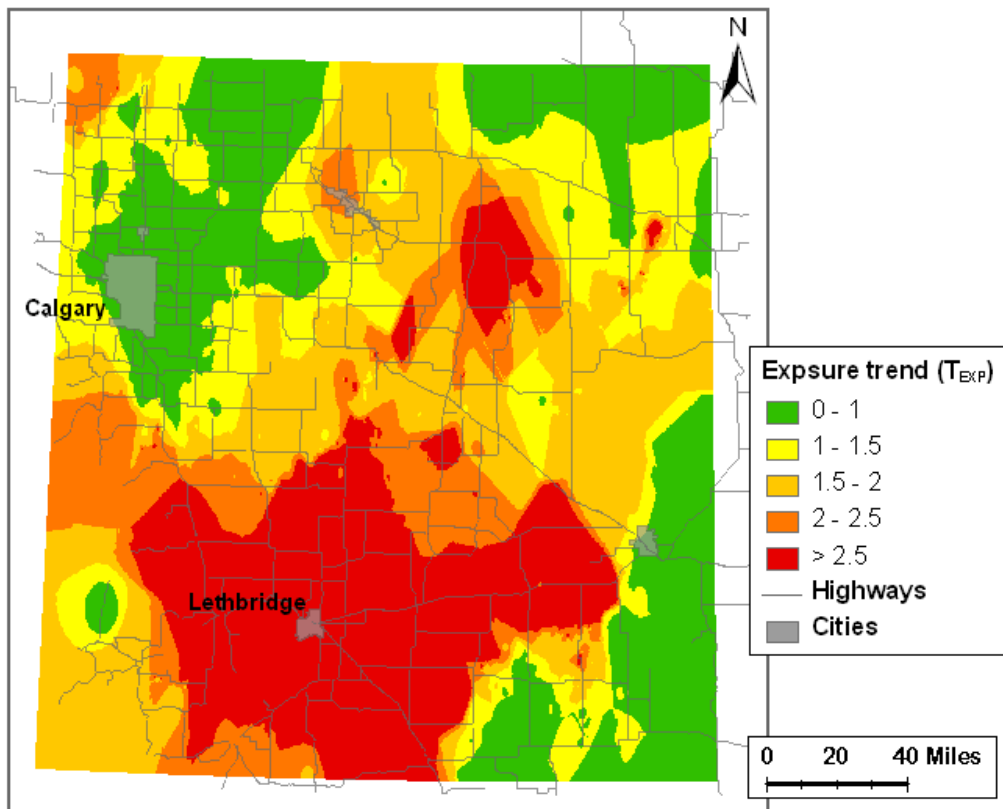 N
Calgary
Lethbridge
Expsure trend (T_EXP)
0 - 1
1 - 1.5
1.5 - 2
2 - 2.5
> 2.5
Highways
Cities
0 20 40 Miles